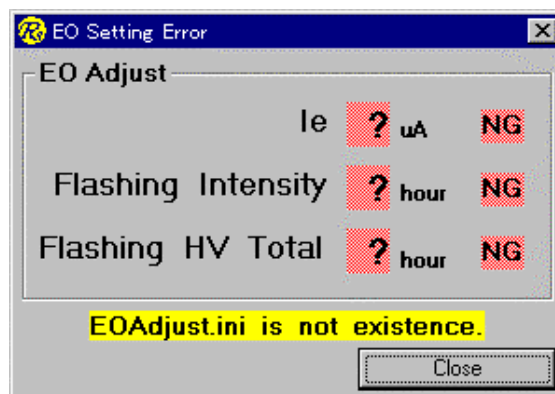 EO Setting Error
EO Adjust
Ie ? uA NG
Flashing Intensity ? hour NG
Flashing HV Total ? hour NG
EOAdjust.ini is not existence.
Close